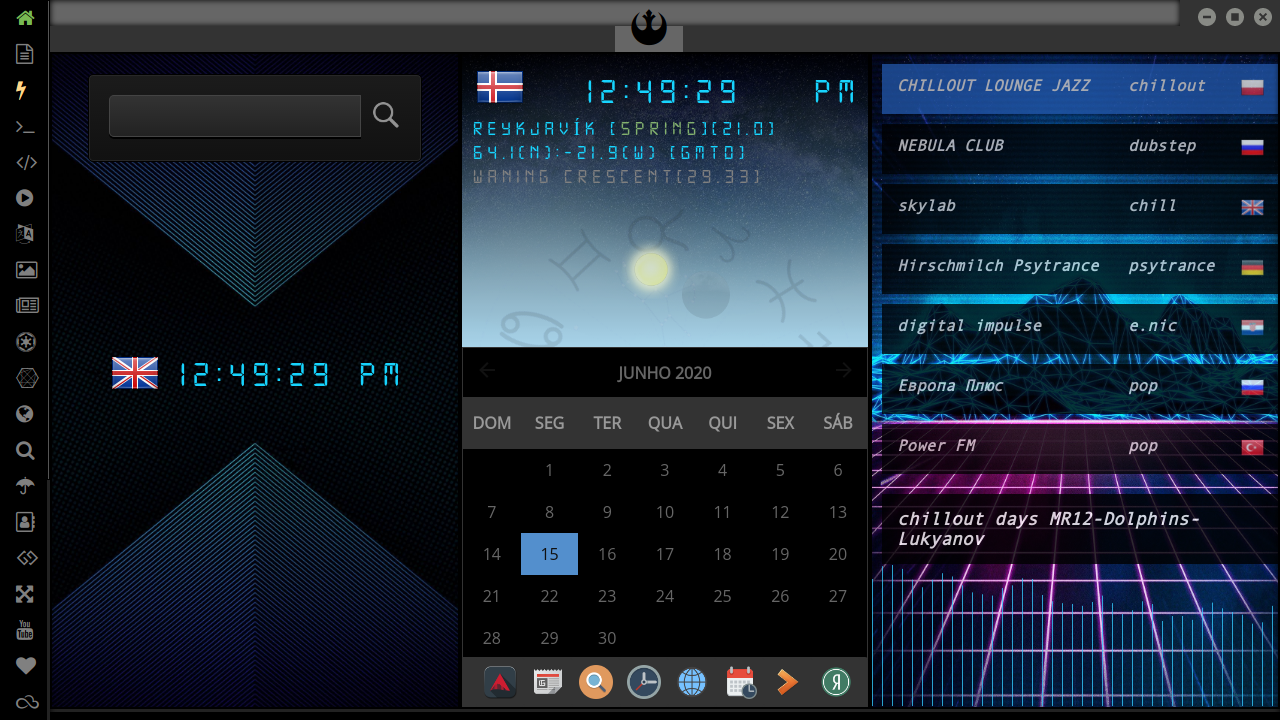 12:49:29 PM
12:49:29 PM
REYKJAVÍK [SPRING][21.0]
64.1(N):-21.9(W) [GMT0]
WANING CRESCENT[29.33]
JUNHO 2020
DOM SEG TER QUA QUI SEX SÁB
1 2 3 4 5 6
7 8 9 10 11 12 13
14 15 16 17 18 19 20
21 22 23 24 25 26 27
28 29 30
CHILLOUT LOUNGE JAZZ chillout
NEBULA CLUB dubstep
skylab chill
Hirschmilch Psytrance psytrance
digital impulse e.nic
Европа Плюс pop
Power FM pop
chillout days MR12-Dolphins-
Lukyanov
You
Tube
Я